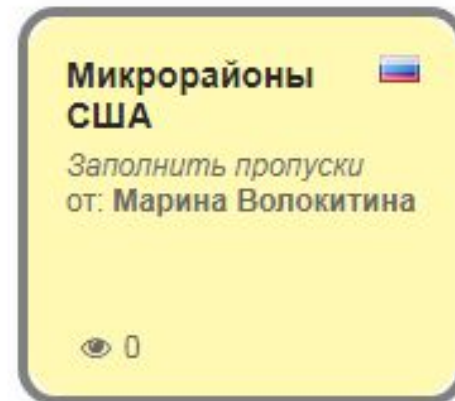 Микрорайоны
США
Заполнить пропуски
от: Марина Волокитина
0